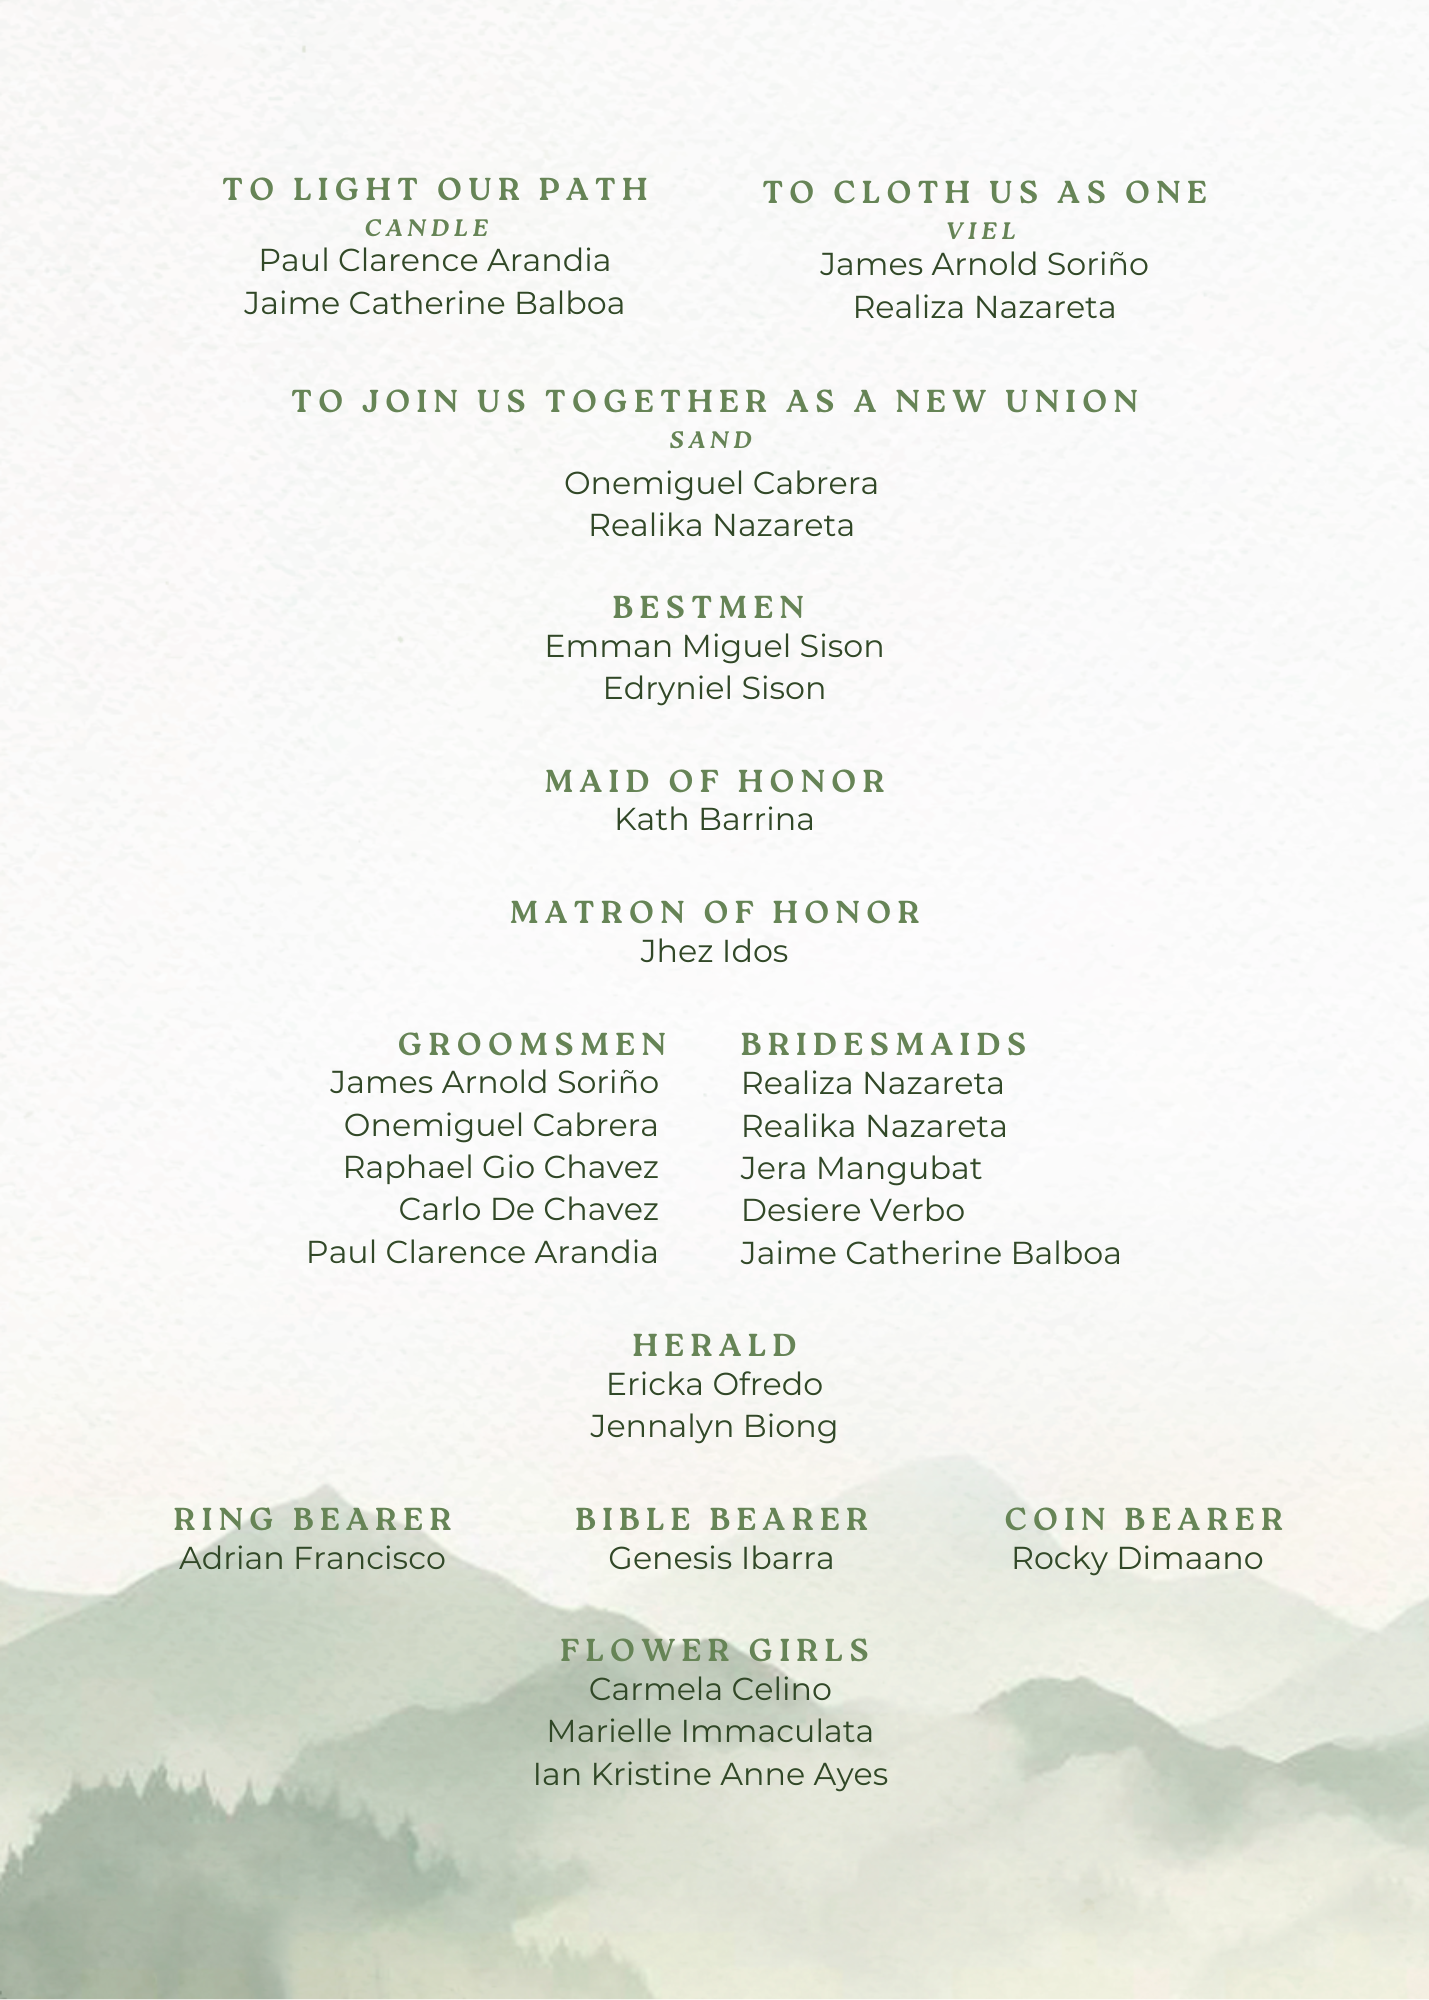 TO LIGHT OUR PATH
CANDLE
Paul Clarence Arandia
Jaime Catherine Balboa
TO CLOTH US AS ONE
VIEL
James Arnold Soriño
Realiza Nazareta
TO JOIN US TOGETHER AS A NEW UNION
SAND
Onemiguel Cabrera
Realika Nazareta
BESTMEN
Emman Miguel Sison
Edryniel Sison
MAID OF HONOR
Kath Barrina
MATRON OF HONOR
Jhez Idos
GROOMSMEN
James Arnold Soriño
Onemiguel Cabrera
Raphael Gio Chavez
Carlo De Chavez
Paul Clarence Arandia
BRIDESMAIDS
Realiza Nazareta
Realika Nazareta
Jera Mangubat
Desiere Verbo
Jaime Catherine Balboa
HERALD
Ericka Ofredo
Jennalyn Biong
RING BEARER
Adrian Francisco
BIBLE BEARER
Genesis Ibarra
COIN BEARER
Rocky Dimaano
FLOWER GIRLS
Carmela Celino
Marielle Immaculata
Ian Kristine Anne Ayes